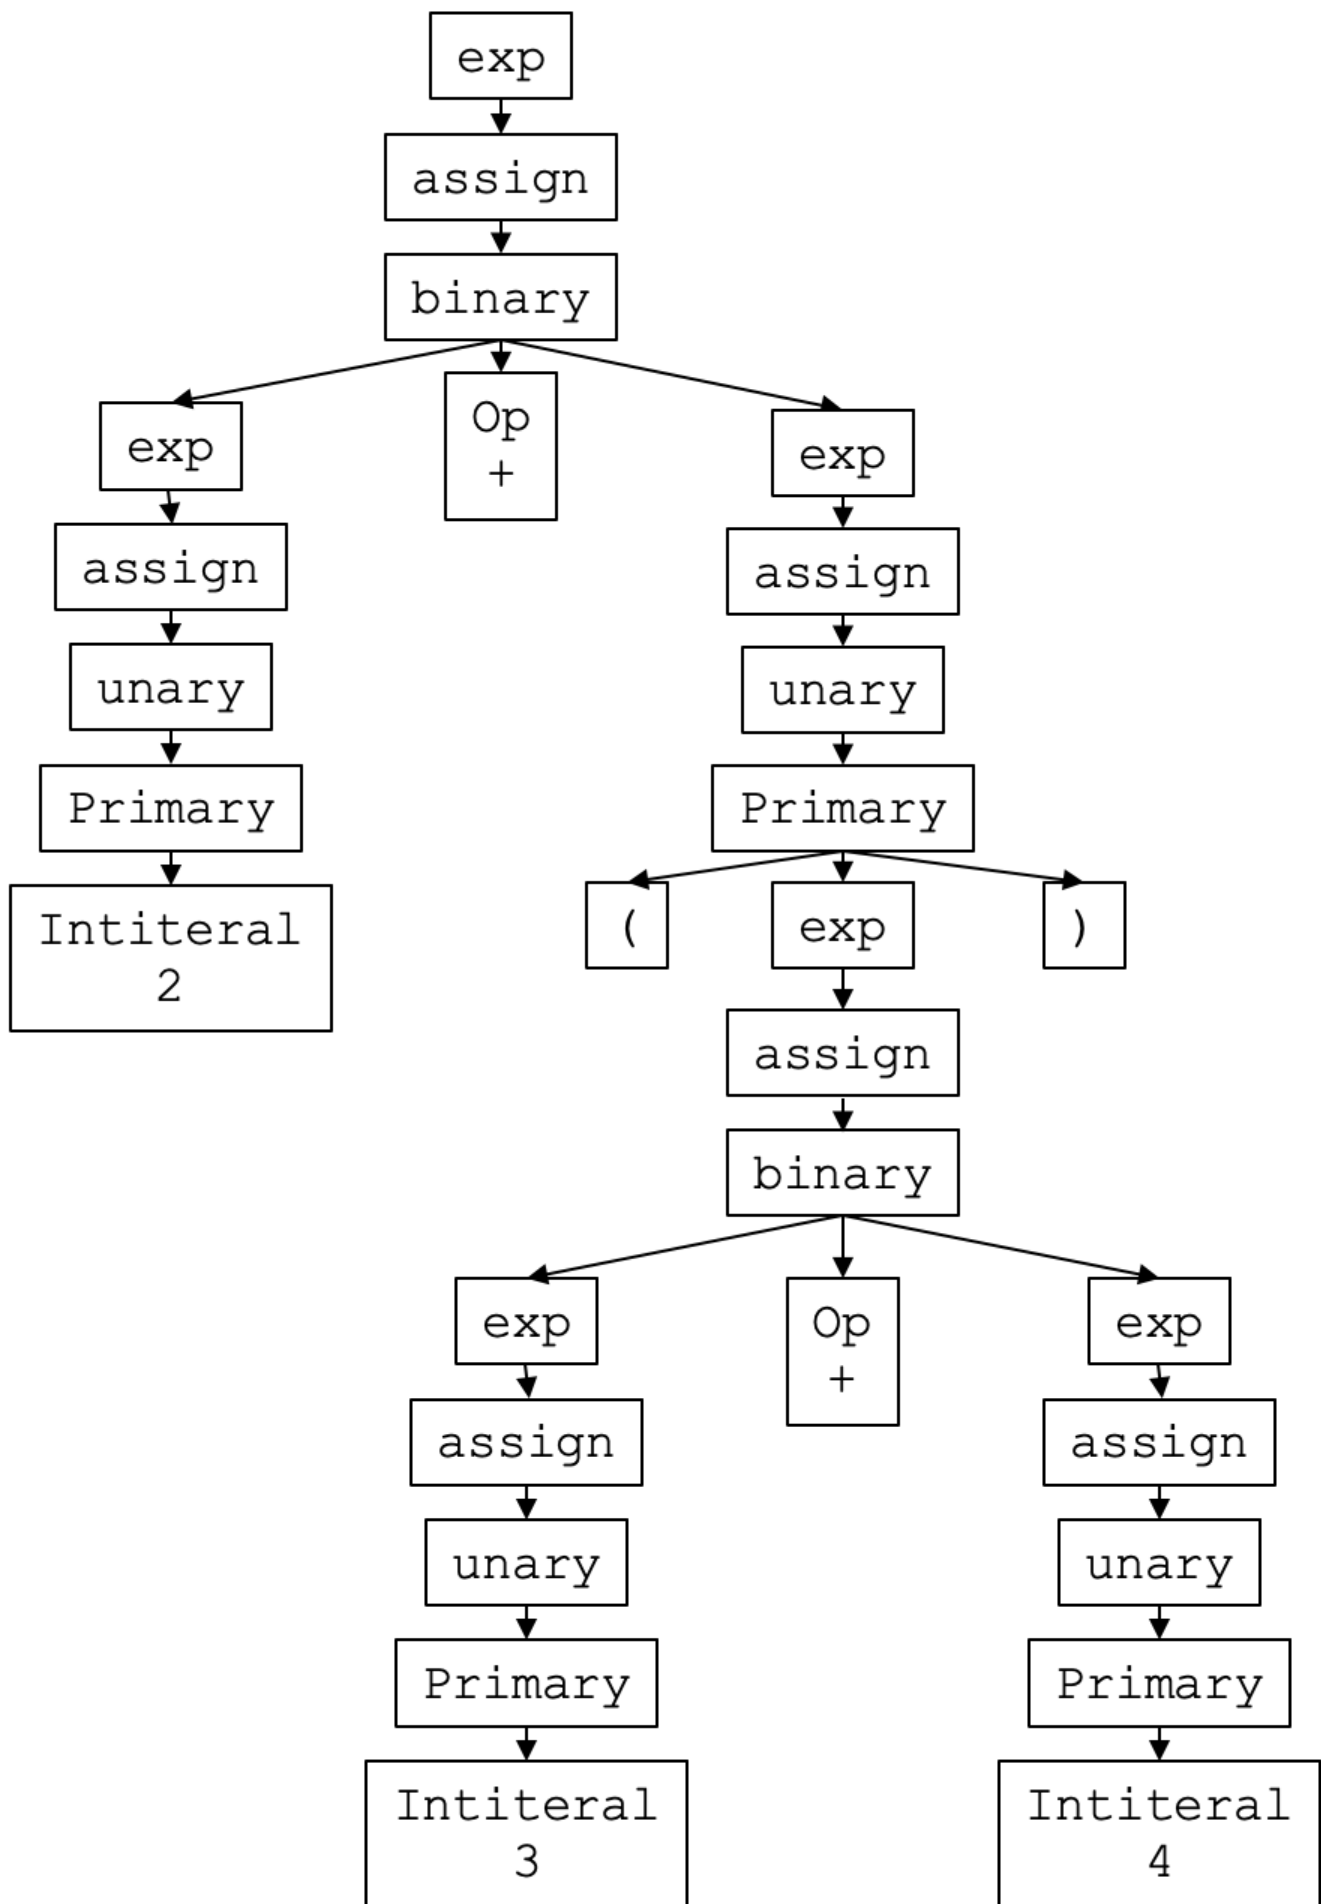 exp
assign
binary
exp
Op
+
exp
assign
assign
unary
unary
Primary
Primary
Intiteral
2
(
exp
)
assign
binary
exp
Op
+
exp
assign
assign
unary
unary
Primary
Primary
Intiteral
3
Intiteral
4